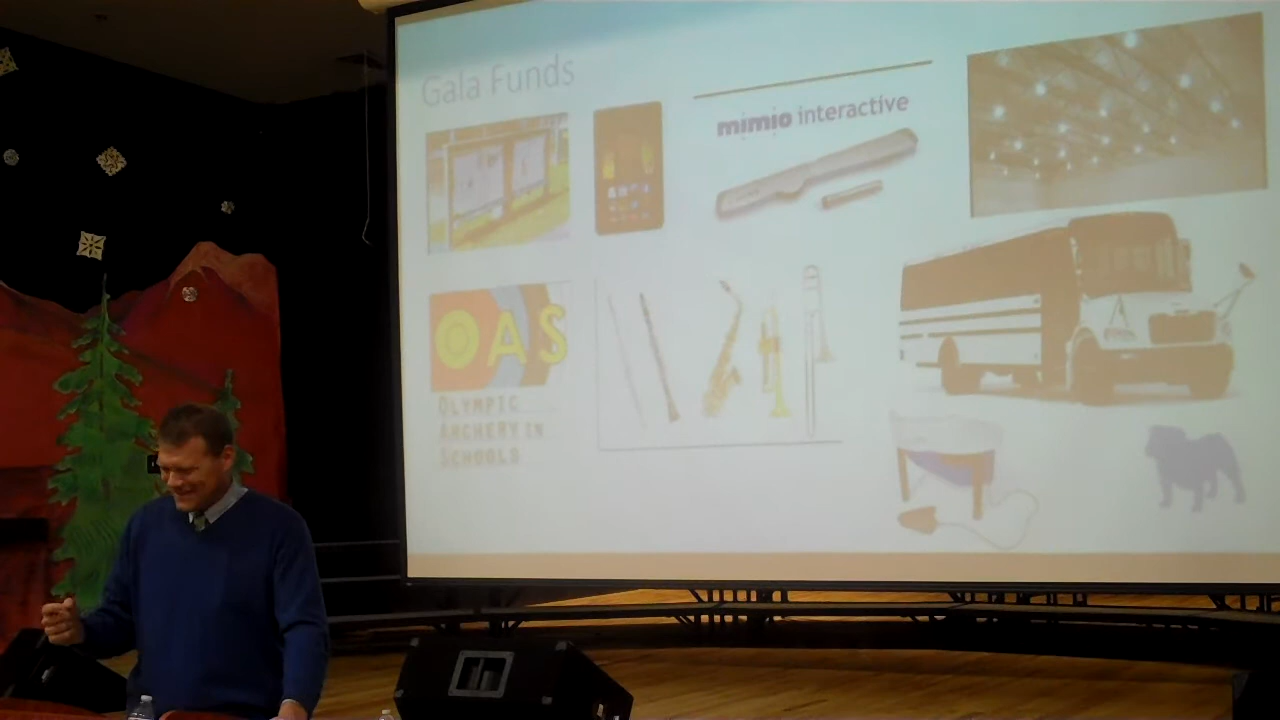 Gala Funds
mimio interactive
OAS
OLYMPIC
ARCHERY IN
SCHOOLS